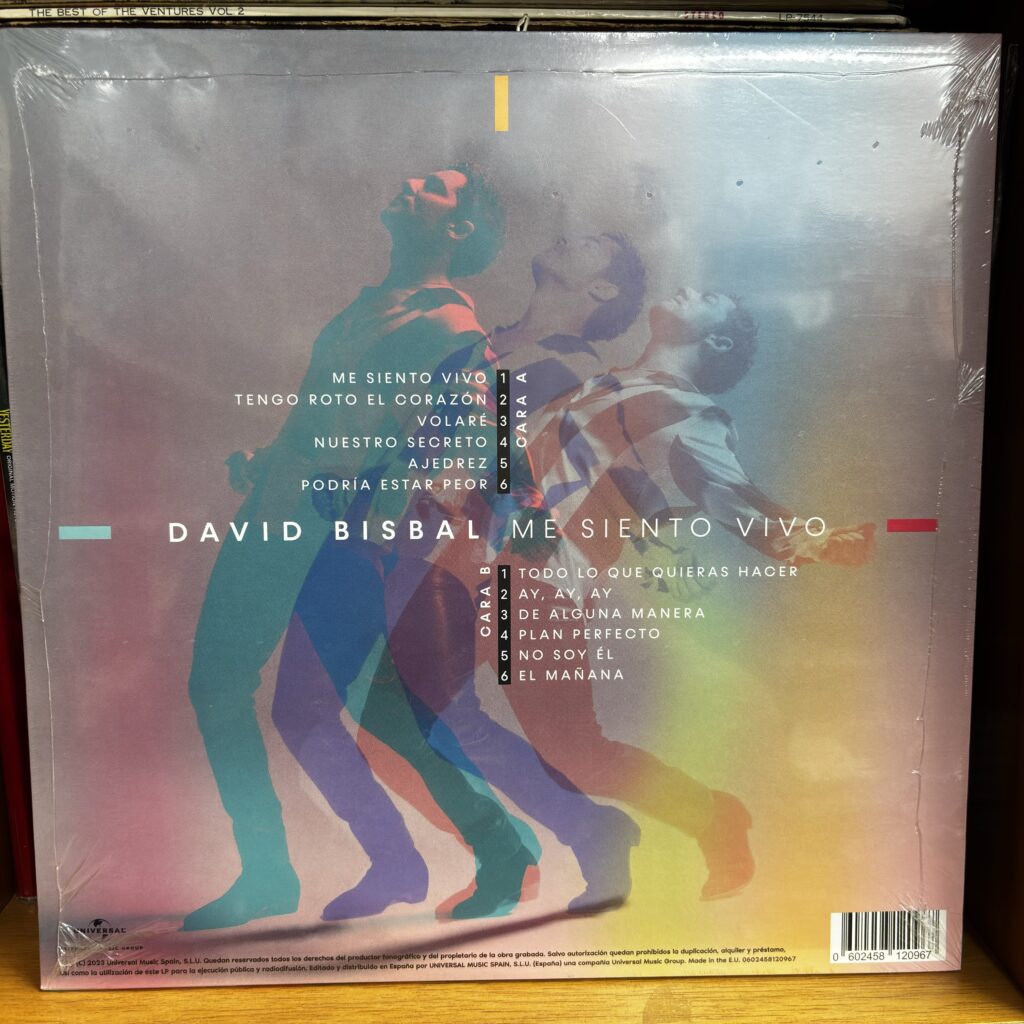 THE BEST OF THE VENTURES VOL. 2
STEREO
LP-7544
YESTERDAY
ME SIENTO VIVO 1
TENGO ROTO EL CORAZÓN 2
VOLARÉ 3
NUESTRO SECRETO 4
AJEDREZ 5
PODRÍA ESTAR PEOR 6
CARA A
DAVID BISBAL ME SIENTO VIVO
CARA B
1 TODO LO QUE QUIERAS HACER
2 AY, AY, AY
3 DE ALGUNA MANERA
4 PLAN PERFECTO
5 NO SOY ÉL
6 EL MAÑANA
UNIVERSAL
MUSIC GROUP
(C) 2023 Universal Music Spain, S.L.U. Quedan reservados todos los derechos del productor fonográfico y del propietario de la obra grabada. Salvo autorización quedan prohibidos la duplicación, alquiler y préstamo,
así como la utilización de éste LP para la ejecución pública y radiodifusión. Editado y distribuido en España por UNIVERSAL MUSIC SPAIN, S.L.U. (España) una compañía Universal Music Group. Made in the E.U. 0602458120967
0 602458 120967